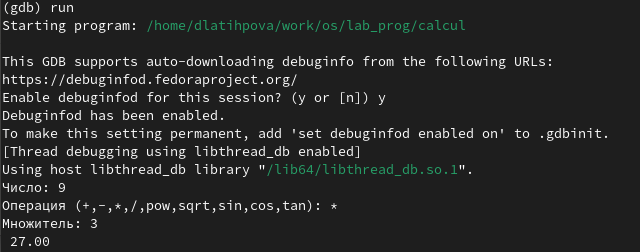 (gdb) run
Starting program: /home/dlatihpova/work/os/lab_prog/calcul
This GDB supports auto-downloading debuginfo from the following URLs:
https://debuginfod.fedoraproject.org/
Enable debuginfod for this session? (y or [n]) y
Debuginfod has been enabled.
To make this setting permanent, add 'set debuginfod enabled on' to .gdbinit.
[Thread debugging using libthread_db enabled]
Using host libthread_db library "/lib64/libthread_db.so.1".
Число: 9
Операция (+,-,*,/,pow,sqrt,sin,cos,tan): *
Множитель: 3
27.00